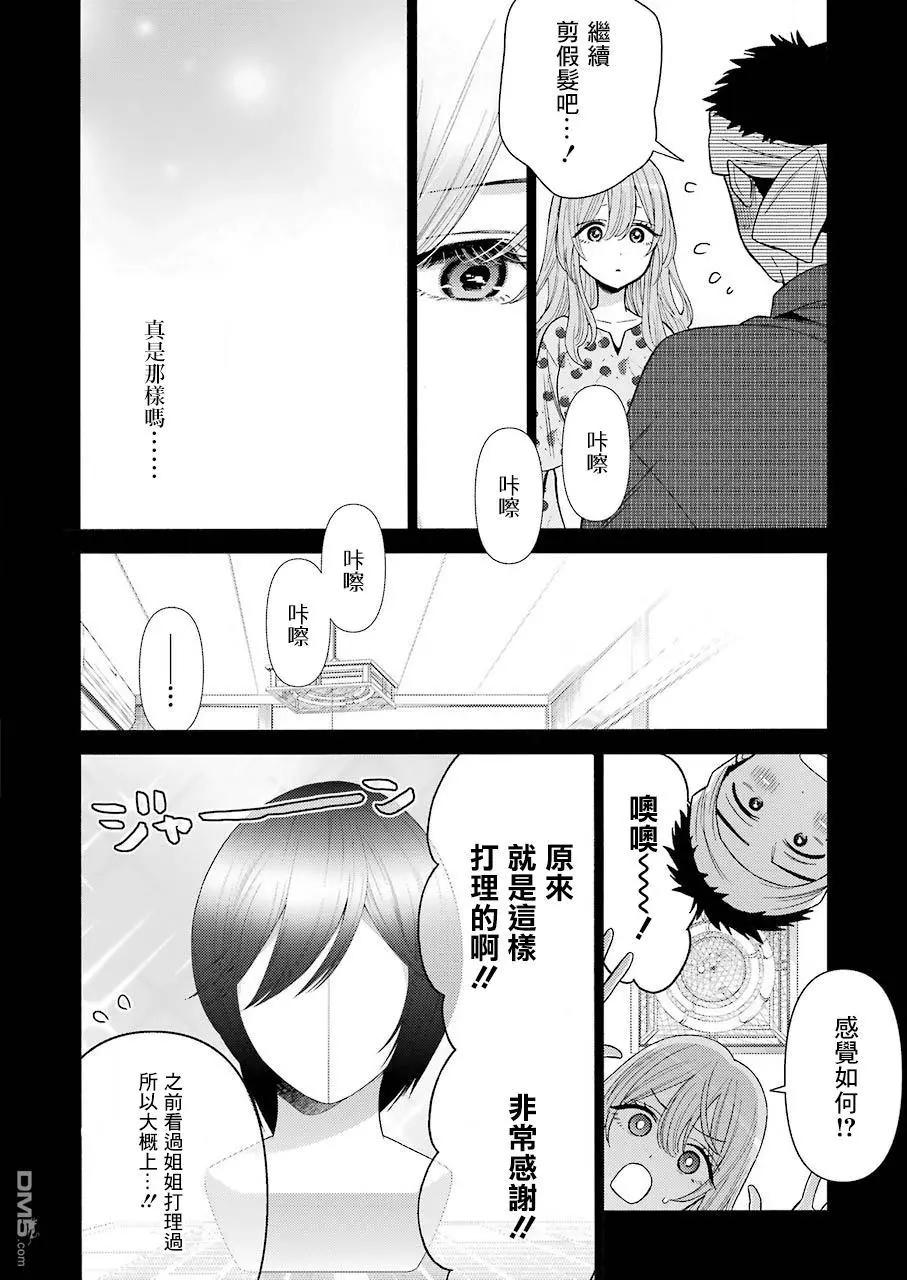 繼續
剪假髮吧…！
真是那樣嗎……
咔嚓
咔嚓
咔嚓
咔嚓
——…
感覺如何!?
噢噢～～～！
原來
就是這樣
打理的啊!!
非常感謝!!
ジャーーン
之前看過姐姐打理過
所以大概上…!!
DM5.com